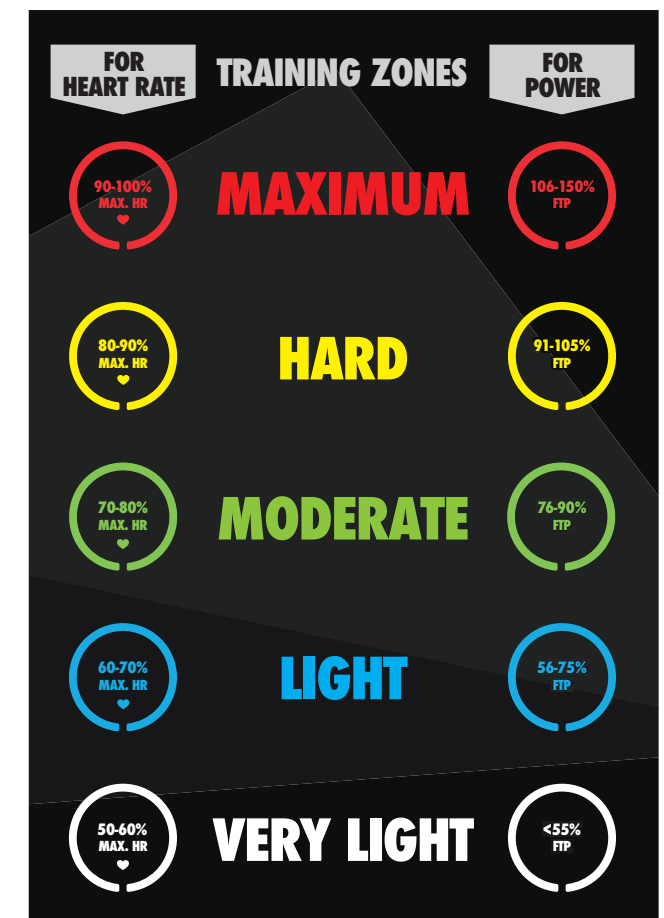 FOR
HEART RATE
TRAINING ZONES
FOR
POWER
90-100%
MAX. HR
MAXIMUM
106-150%
FTP
80-90%
MAX. HR
HARD
91-105%
FTP
70-80%
MAX. HR
MODERATE
76-90%
FTP
60-70%
MAX. HR
LIGHT
56-75%
FTP
50-60%
MAX. HR
VERY LIGHT
<55%
FTP